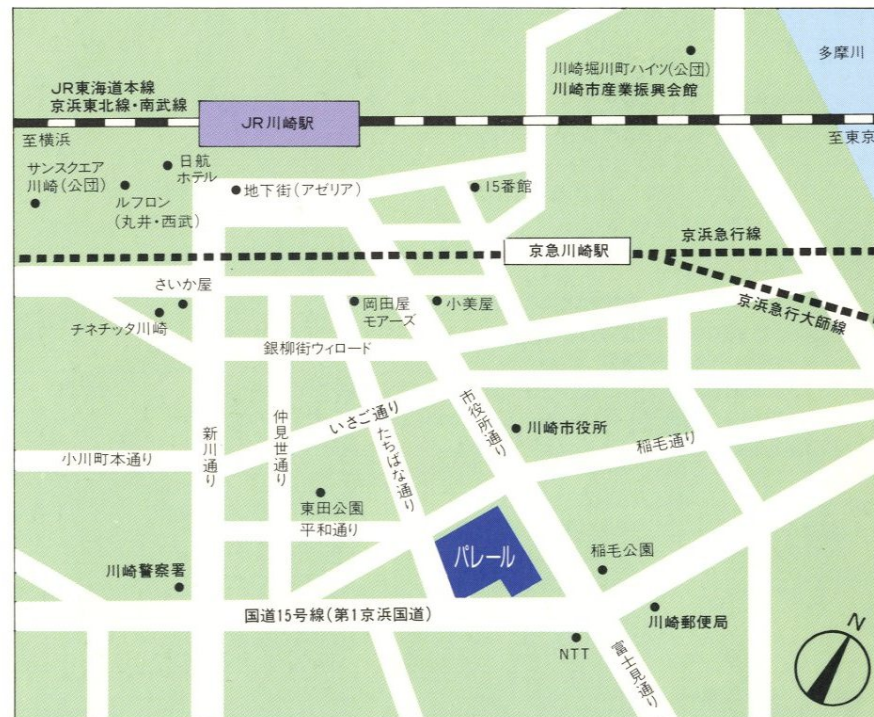 多摩川
川崎堀川町ハイツ(公団)
川崎市産業振興会館
JR東海道本線
京浜東北線・南武線
JR川崎駅
至横浜
至東京
サンスクエア
川崎(公団)
日航
ホテル
ルフロン
(丸井・西武)
地下街(アゼリア)
15番館
京急川崎駅
京浜急行線
京浜急行大師線
さいか屋
チネチッタ川崎
岡田屋
モアーズ
小美屋
銀柳街ウィロード
いさご通り
市役所通り
川崎市役所
新川通り
仲見世通り
たちばな通り
稲毛通り
小川町本通り
東田公園
平和通り
パレール
稲毛公園
川崎警察署
国道15号線(第1京浜国道)
川崎郵便局
NTT
富士見通り
N